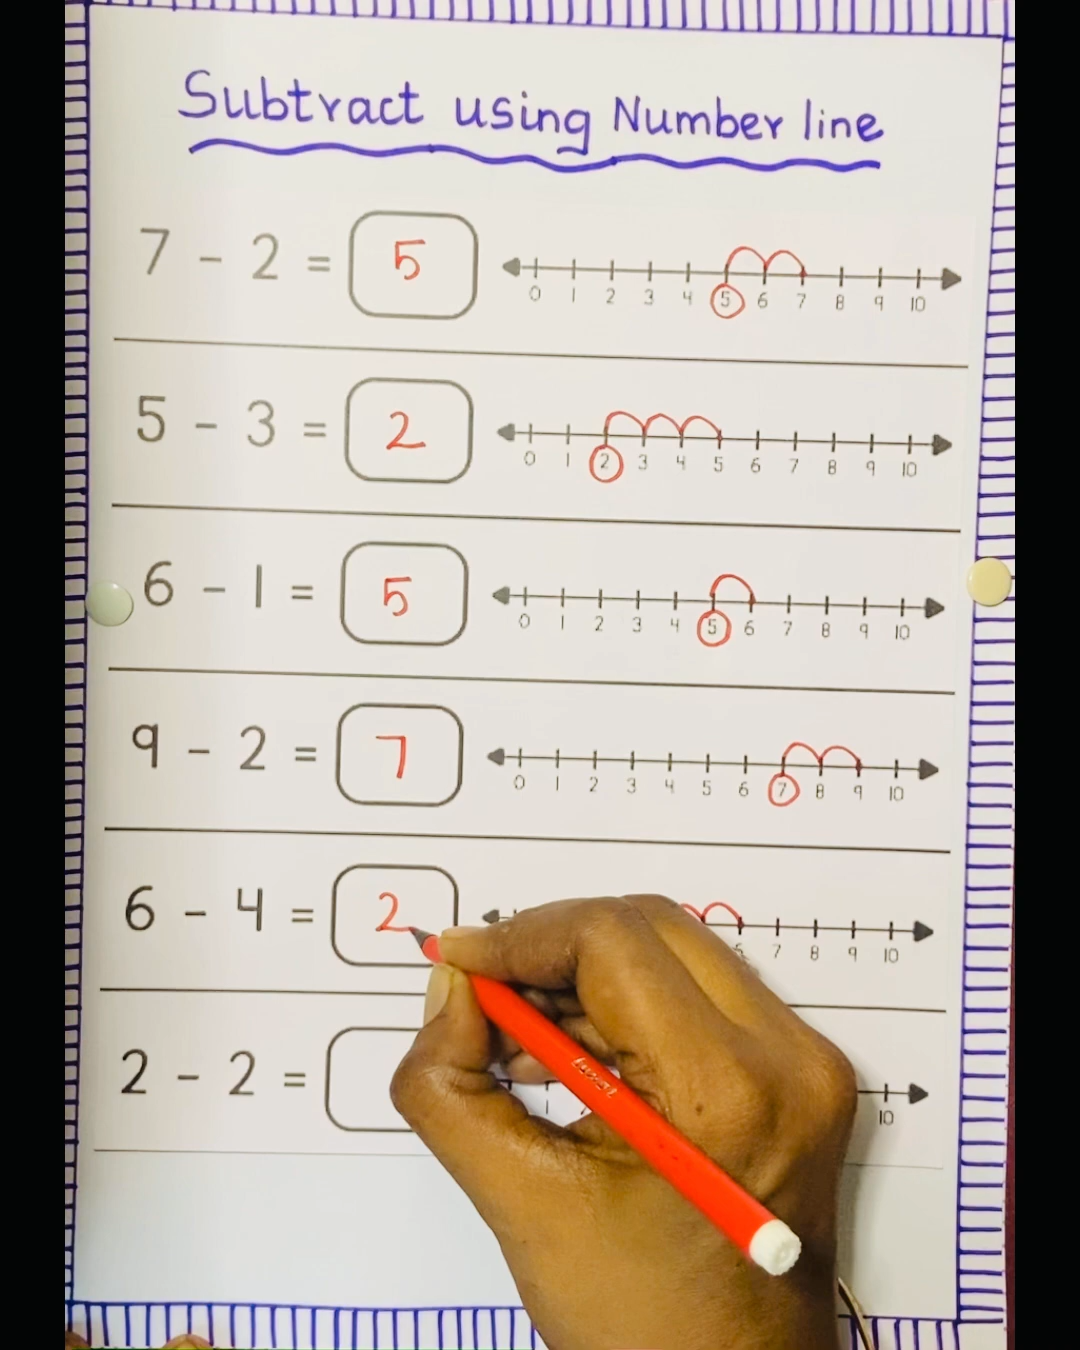 Subtract using Number line
7 - 2 = 5
0 1 2 3 4 5 6 7 8 9 10
5 - 3 = 2
0 1 2 3 4 5 6 7 8 9 10
6 - 1 = 5
0 1 2 3 4 5 6 7 8 9 10
9 - 2 = 7
0 1 2 3 4 5 6 7 8 9 10
6 - 4 = 2
7 8 9 10
2 - 2 =
1 10